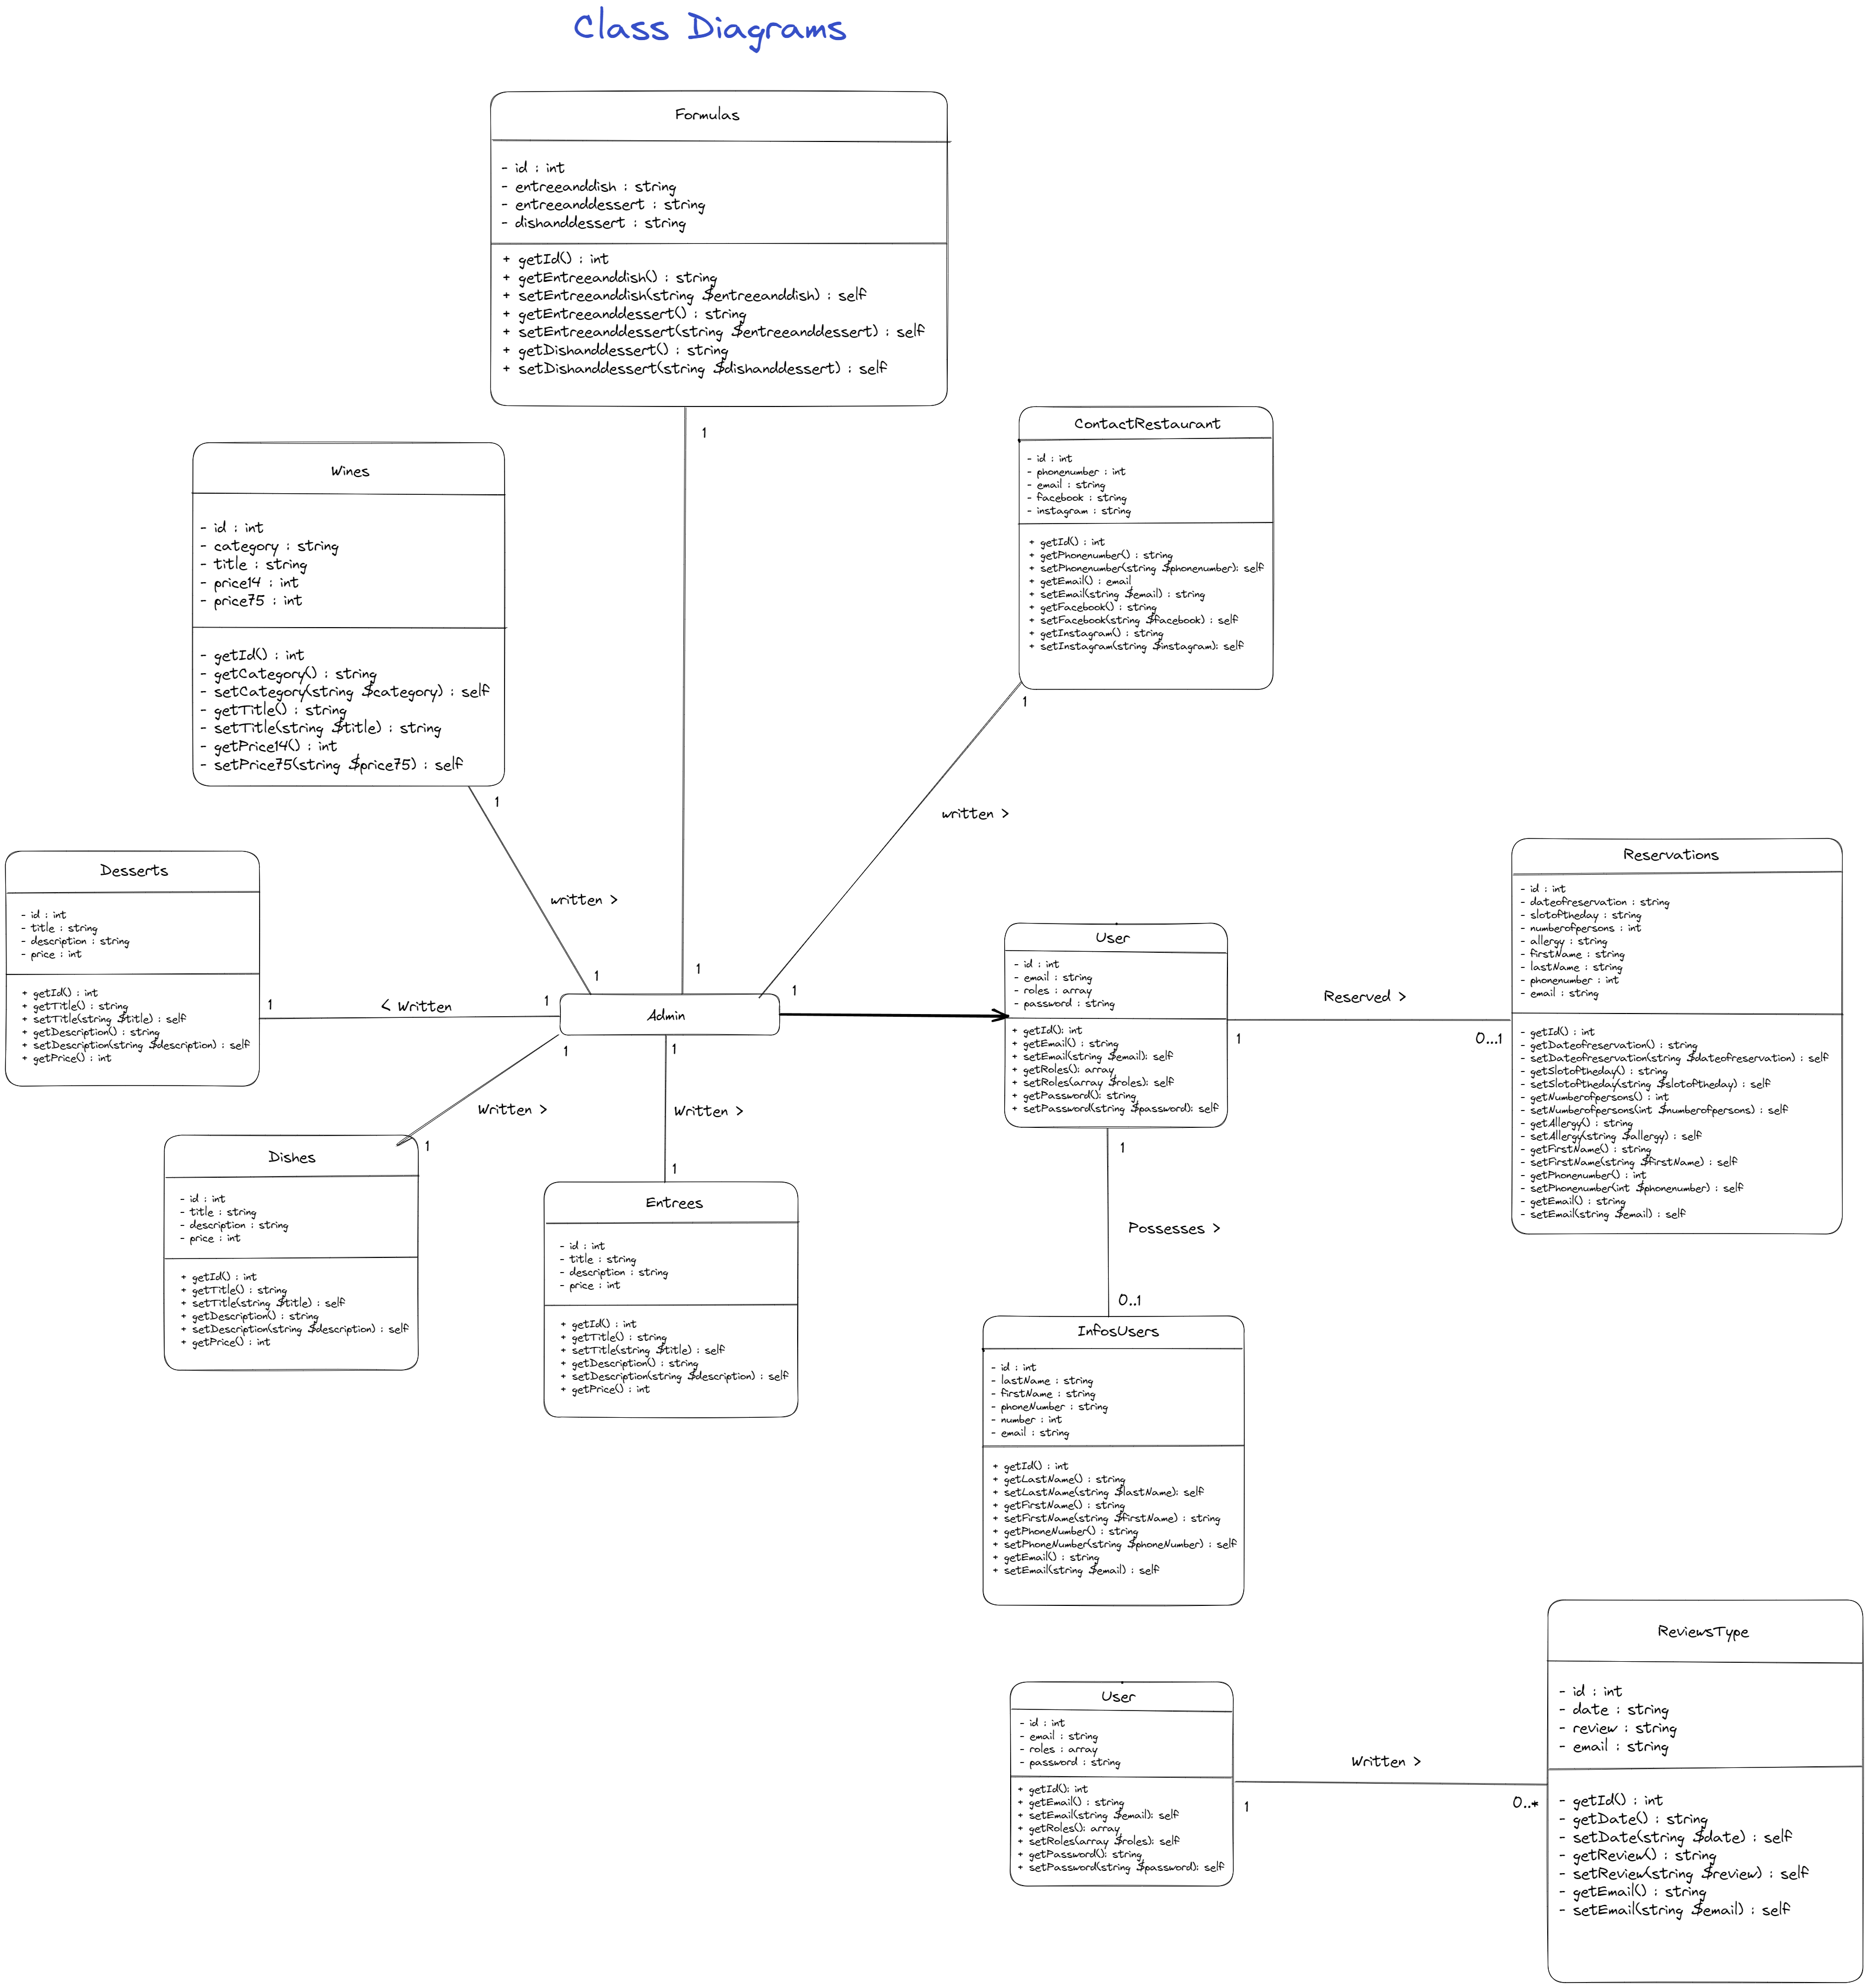 Class Diagrams
Formulas
- id : int
- entreeanddish : string
- entreeanddessert : string
- dishanddessert : string
+ getId() : int
+ getEntreeanddish() : string
+ setEntreeanddish(string $entreeanddish) : self
+ getEntreeanddessert() : string
+ setEntreeanddessert(string $entreeanddessert) : self
+ getDishanddessert() : string
+ setDishanddessert(string $dishanddessert) : self
1
1
ContactRestaurant
- id : int
- phonenumber : int
- email : string
- facebook : string
- instagram : string
+ getId() : int
+ getPhonenumber() : string
+ setPhonenumber(string $phonenumber): self
+ getEmail() : email
+ setEmail(string $email) : string
+ getFacebook() : string
+ setFacebook(string $facebook) : self
+ getInstagram() : string
+ setInstagram(string $instagram): self
1
written >
1
Wines
- id : int
- category : string
- title : string
- price14 : int
- price75 : int
- getId() : int
- getCategory() : string
- setCategory(string $category) : self
- getTitle() : string
- setTitle(string $title) : string
- getPrice14() : int
- setPrice75(string $price75) : self
1
written >
1
Desserts
- id : int
- title : string
- description : string
- price : int
+ getId() : int
+ getTitle() : string
+ setTitle(string $title) : self
+ getDescription() : string
+ setDescription(string $description) : self
+ getPrice() : int
1
< Written
1
Admin
User
- id : int
- email : string
- roles : array
- password : string
+ getId(): int
+ getEmail() : string
+ setEmail(string $email): self
+ getRoles(): array
+ setRoles(array $roles): self
+ getPassword(): string
+ setPassword(string $password): self
1
Reserved >
0...1
Reservations
- id : int
- dateofreservation : string
- slotoftheday : string
- numberofpersons : int
- allergy : string
- firstName : string
- lastName : string
- phonenumber : int
- email : string
- getId() : int
- getDateofreservation() : string
- setDateofreservation(string $dateofreservation) : self
- getSlotoftheday() : string
- setSlotoftheday(string $slotoftheday) : self
- getNumberofpersons() : int
- setNumberofpersons(int $numberofpersons) : self
- getAllergy() : string
- setAllergy(string $allergy) : self
- getFirstName() : string
- setFirstName(string $firstName) : self
- getPhonenumber() : int
- setPhonenumber(int $phonenumber) : self
- getEmail() : string
- setEmail(string $email) : self
1
Written >
1
Dishes
- id : int
- title : string
- description : string
- price : int
+ getId() : int
+ getTitle() : string
+ setTitle(string $title) : self
+ getDescription() : string
+ setDescription(string $description) : self
+ getPrice() : int
1
Written >
1
Entrees
- id : int
- title : string
- description : string
- price : int
+ getId() : int
+ getTitle() : string
+ setTitle(string $title) : self
+ getDescription() : string
+ setDescription(string $description) : self
+ getPrice() : int
1
Possesses >
0..1
InfosUsers
- id : int
- lastName : string
- firstName : string
- phoneNumber : string
- number : int
- email : string
+ getId() : int
+ getLastName() : string
+ setLastName(string $lastName): self
+ getFirstName() : string
+ setFirstName(string $firstName) : string
+ getPhoneNumber() : string
+ setPhoneNumber(string $phoneNumber) : self
+ getEmail() : string
+ setEmail(string $email) : self
User
- id : int
- email : string
- roles : array
- password : string
+ getId(): int
+ getEmail() : string
+ setEmail(string $email): self
+ getRoles(): array
+ setRoles(array $roles): self
+ getPassword(): string
+ setPassword(string $password): self
1
Written >
0..*
ReviewsType
- id : int
- date : string
- review : string
- email : string
- getId() : int
- getDate() : string
- setDate(string $date) : self
- getReview() : string
- setReview(string $review) : self
- getEmail() : string
- setEmail(string $email) : self